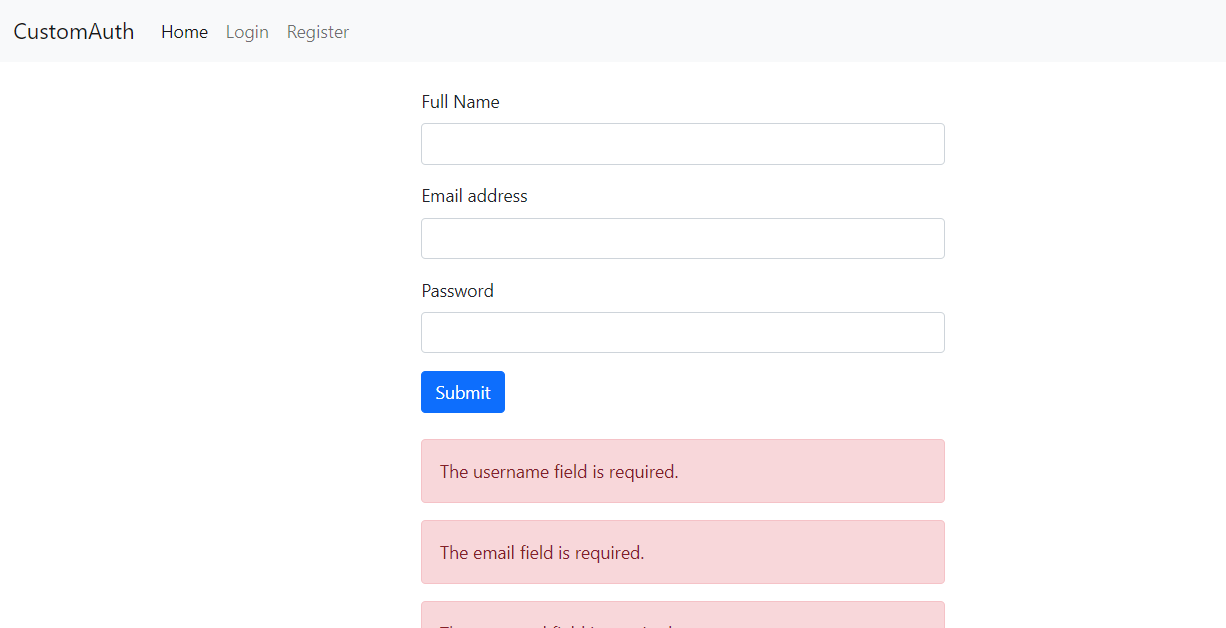 CustomAuth Home Login Register
Full Name
Email address
Password
Submit
The username field is required.
The email field is required.